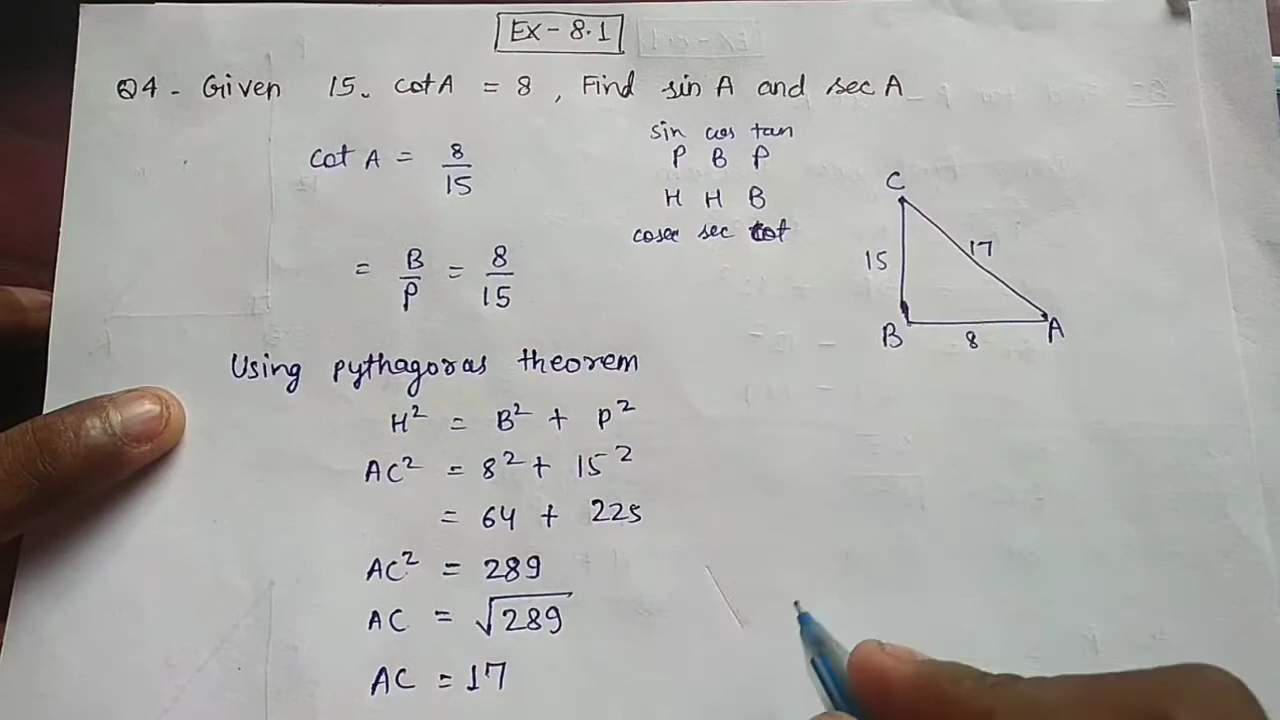 Ex - 8.1
Q4 - Given 15. cot A = 8 , Find sin A and sec A
cot A = 8/15
sin cos tan
P B P
H H B
cosec sec cot
= B/P = 8/15
C
15
17
B
8
A
Using pythagoras theorem
H² = B² + P²
AC² = 8² + 15²
= 64 + 225
AC² = 289
AC = √289
AC = 17